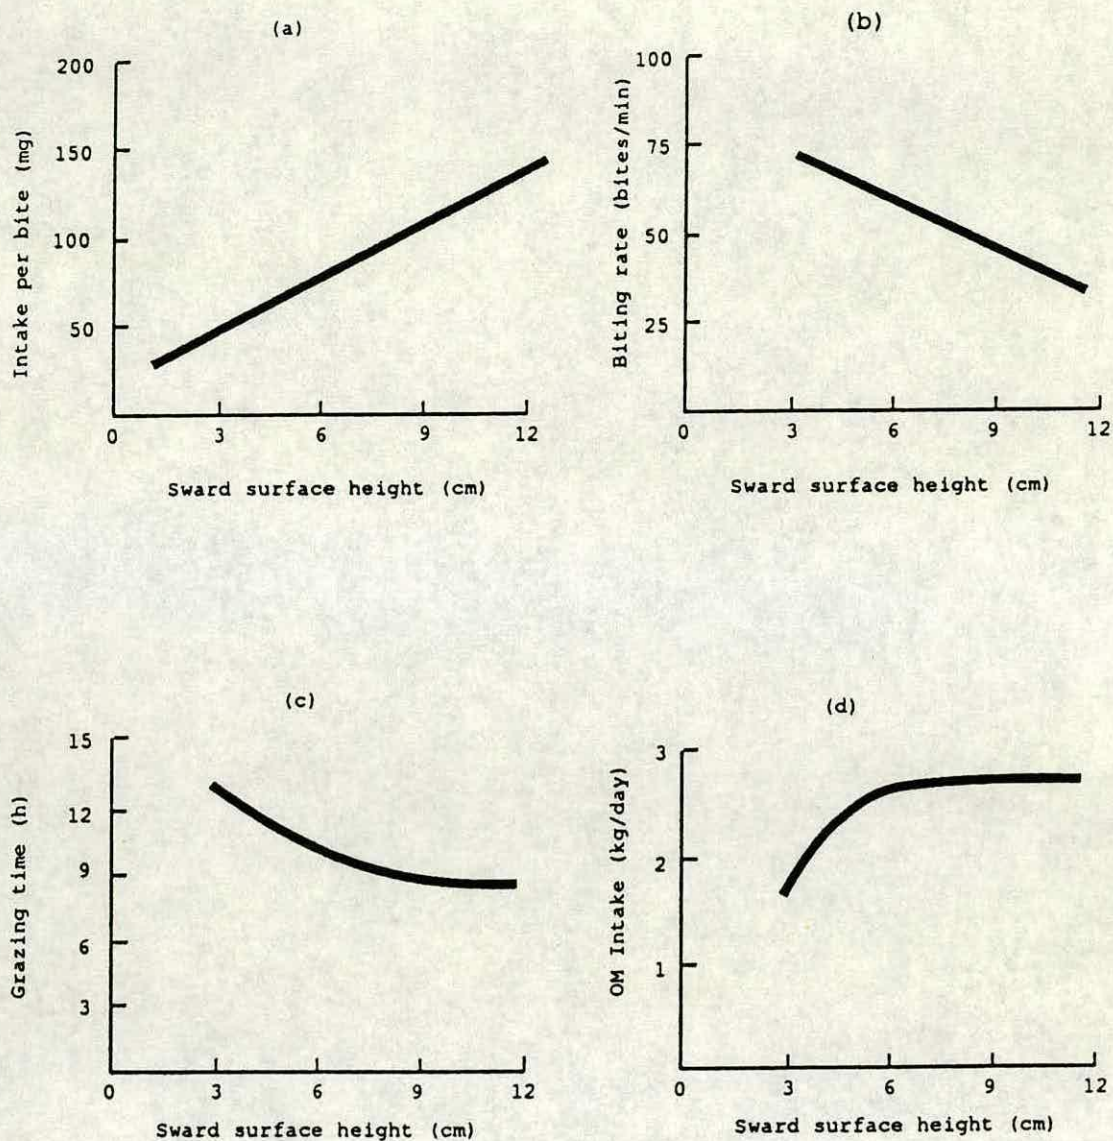 (a)
200
150
100
50
Intake per bite (mg)
0 3 6 9 12
Sward surface height (cm)
(b)
100
75
50
25
Biting rate (bites/min)
0 3 6 9 12
Sward surface height (cm)
(c)
15
12
9
6
3
Grazing time (h)
0 3 6 9 12
Sward surface height (cm)
(d)
3
2
1
OM Intake (kg/day)
0 3 6 9 12
Sward surface height (cm)